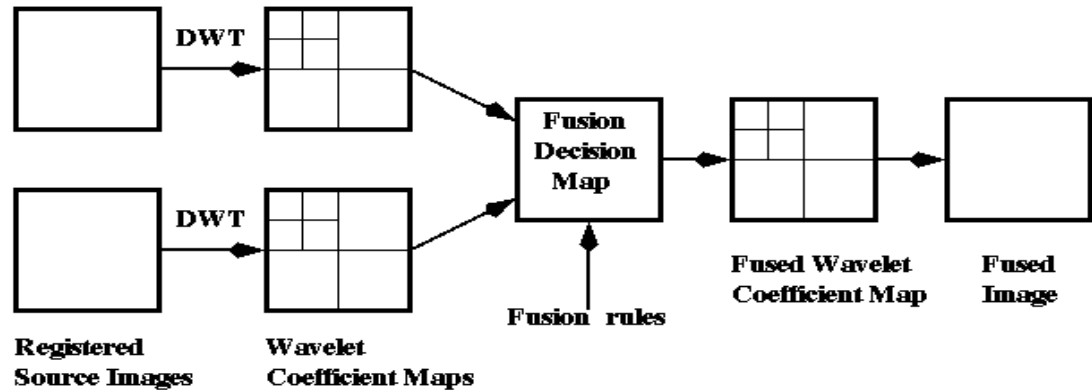 DWT
DWT
Fusion
Decision
Map
Fusion rules
Registered
Source Images
Wavelet
Coefficient Maps
Fused Wavelet
Coefficient Map
Fused
Image